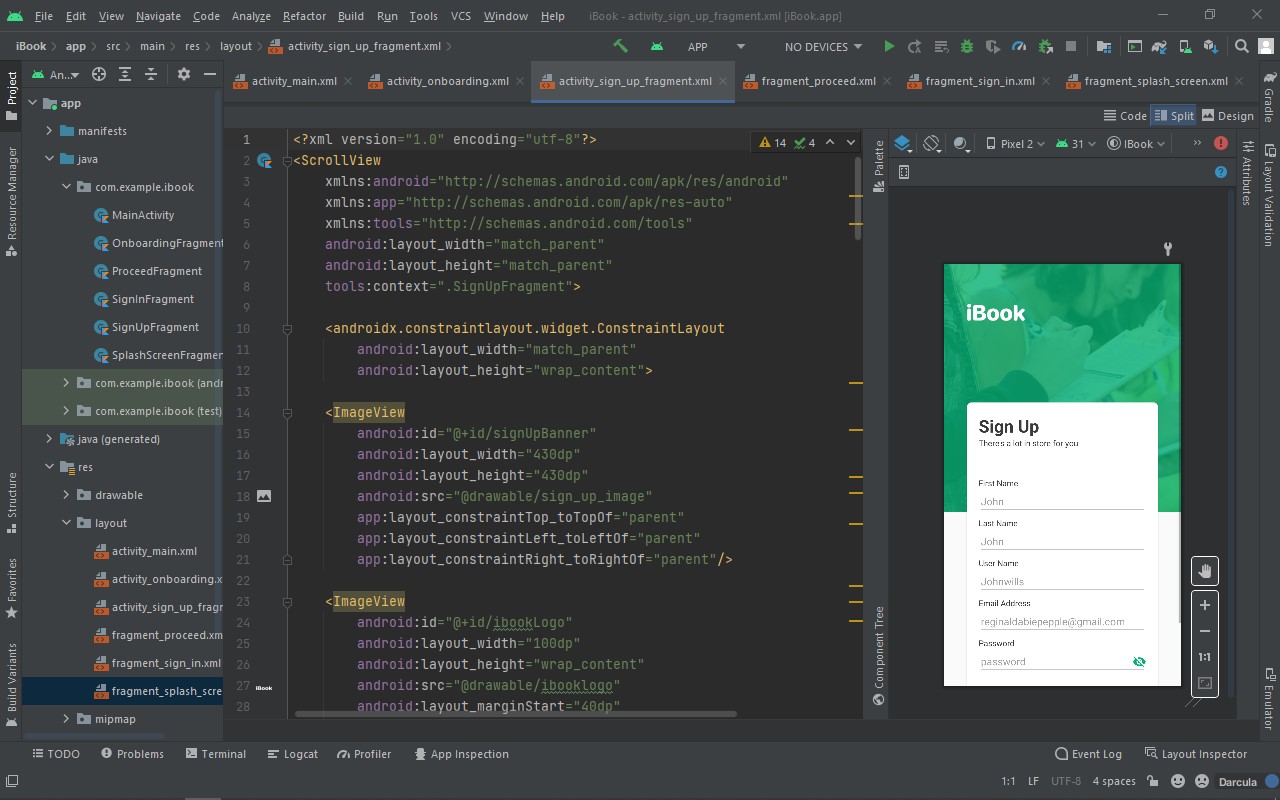 File Edit View Navigate Code Analyze Refactor Build Run Tools VCS Window Help iBook - activity_sign_up_fragment.xml [iBook.app]
iBook app src main res layout activity_sign_up_fragment.xml APP NO DEVICES
Project
Resource Manager
Structure
Favorites
Build Variants
An...
app
manifests
java
com.example.ibook
MainActivity
OnboardingFragment
ProceedFragment
SignInFragment
SignUpFragment
SplashScreenFragmen
com.example.ibook (andr
com.example.ibook (test)
java (generated)
res
drawable
layout
activity_main.xml
activity_onboarding.x
activity_sign_up_fragr
fragment_proceed.xm
fragment_sign_in.xml
fragment_splash_scre
mipmap
activity_main.xml activity_onboarding.xml activity_sign_up_fragment.xml fragment_proceed.xml fragment_sign_in.xml fragment_splash_screen.xml
Code Split Design
14 4
1 <?xml version="1.0" encoding="utf-8"?>
2 <ScrollView
3 xmlns:android="http://schemas.android.com/apk/res/android"
4 xmlns:app="http://schemas.android.com/apk/res-auto"
5 xmlns:tools="http://schemas.android.com/tools"
6 android:layout_width="match_parent"
7 android:layout_height="match_parent"
8 tools:context=".SignUpFragment">
9
10 <androidx.constraintlayout.widget.ConstraintLayout
11 android:layout_width="match_parent"
12 android:layout_height="wrap_content">
13
14 <ImageView
15 android:id="@+id/signUpBanner"
16 android:layout_width="430dp"
17 android:layout_height="430dp"
18 android:src="@drawable/sign_up_image"
19 app:layout_constraintTop_toTopOf="parent"
20 app:layout_constraintLeft_toLeftOf="parent"
21 app:layout_constraintRight_toRightOf="parent"/>
22
23 <ImageView
24 android:id="@+id/ibookLogo"
25 android:layout_width="100dp"
26 android:layout_height="wrap_content"
27 iBook android:src="@drawable/ibooklogo"
28 android:layout_marginStart="40dp"
Palette
Component Tree
Pixel 2 31 IBook
iBook
Sign Up
There's a lot in store for you
First Name
John
Last Name
John
User Name
Johnwills
Email Address
reginaldabiepepple@gmail.com
Password
password
1:1
Attributes
Gradle
Layout Validation
Emulator
TODO Problems Terminal Logcat Profiler App Inspection Event Log Layout Inspector
1:1 LF UTF-8 4 spaces Darcula